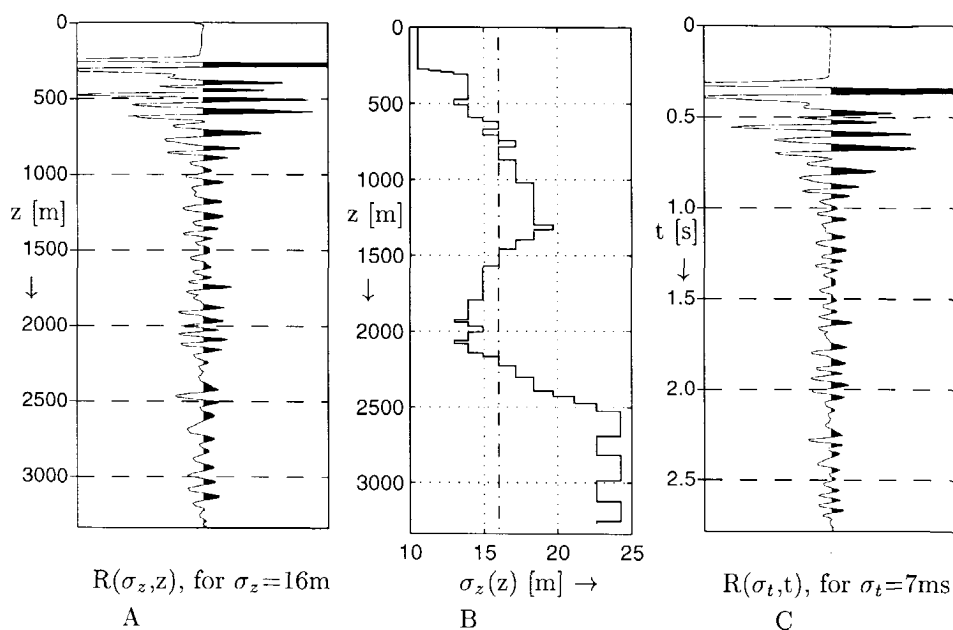 0
500
1000
z [m]
1500
↓
2000
2500
3000
R(σz,z), for σz=16m
A
0
500
1000
z [m]
1500
↓
2000
2500
3000
10 15 20 25
σz(z) [m] →
B
0
0.5
1.0
t [s]
↓
1.5
2.0
2.5
R(σt,t), for σt=7ms
C